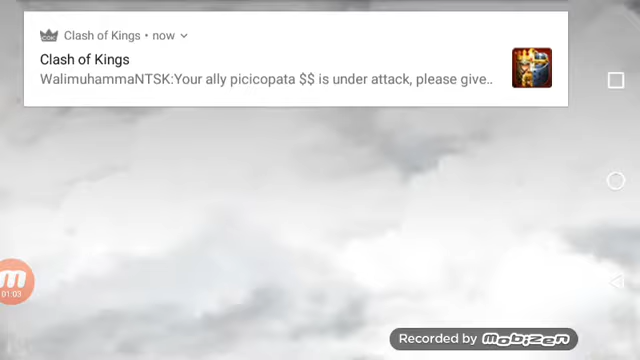 Clash of Kings • now
Clash of Kings
WalimuhammaNTSK:Your ally picicopata $$ is under attack, please give..
01:03
Recorded by MOBIZEN